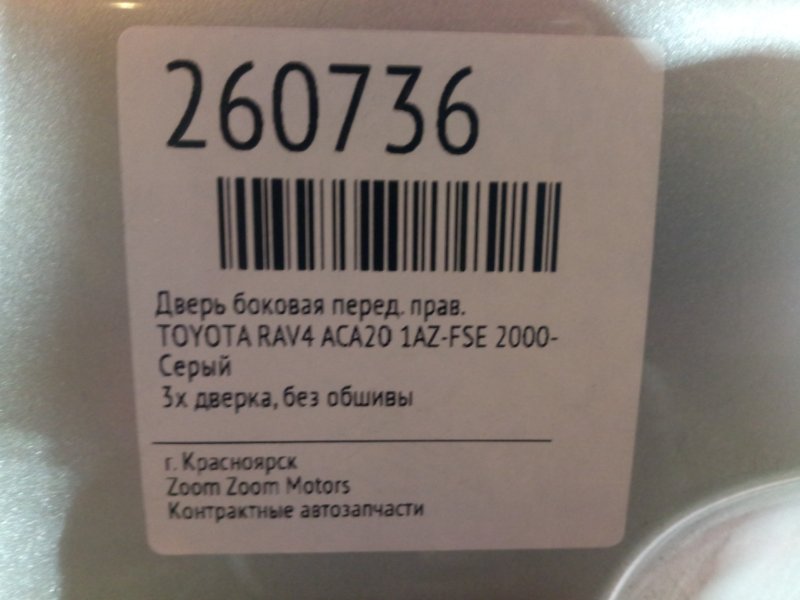 260736
Дверь боковая перед. прав.
TOYOTA RAV4 ACA20 1AZ-FSE 2000-
Серый
3х дверка, без обшивы
г. Красноярск
Zoom Zoom Motors
Контрактные автозапчасти